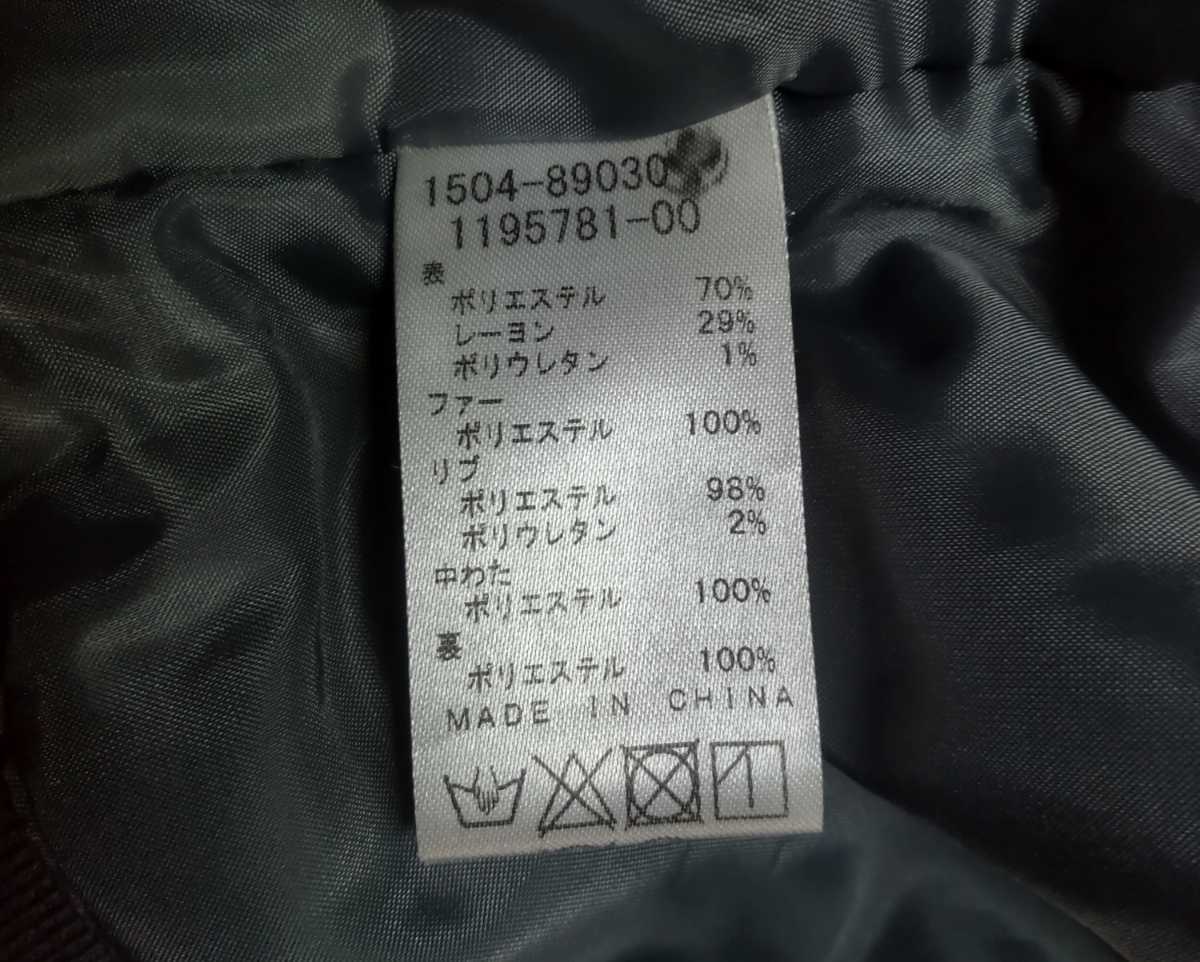 1504-89030
1195781-00
表
ポリエステル 70%
レーヨン 29%
ポリウレタン 1%
ファー
ポリエステル 100%
リブ
ポリエステル 98%
ポリウレタン 2%
中わた
ポリエステル 100%
裏
ポリエステル 100%
MADE IN CHINA